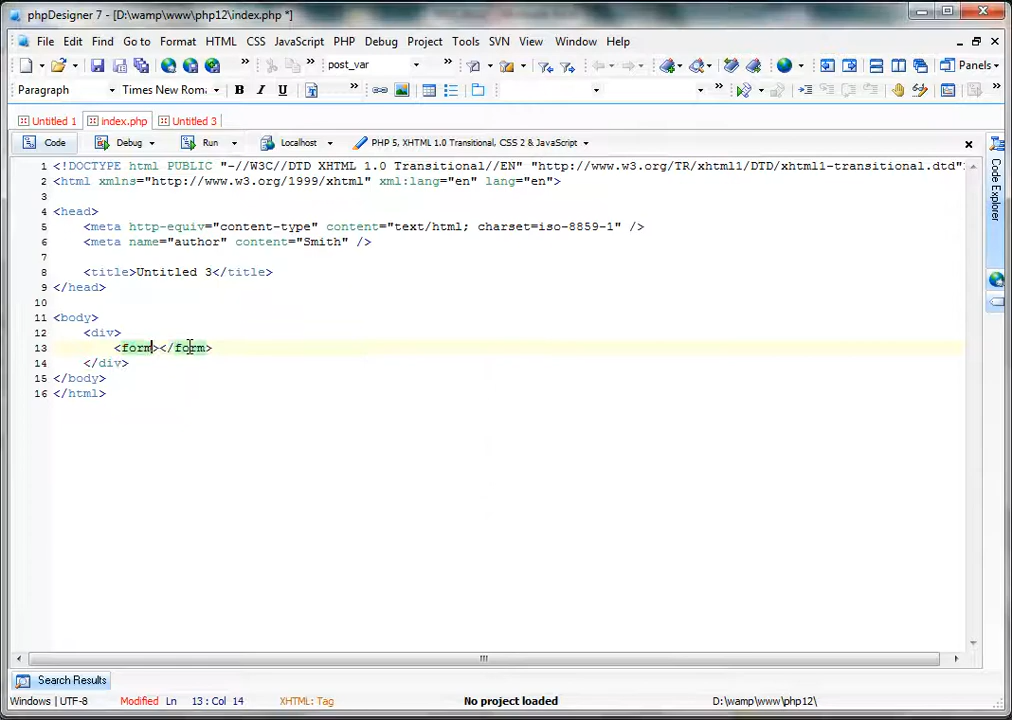 phpDesigner 7 - [D:\wamp\www\php12\index.php *]
File Edit Find Go to Format HTML CSS JavaScript PHP Debug Project Tools SVN View Window Help
» post_var » Panels
Paragraph Times New Roma B I U »
Untitled 1 index.php Untitled 3
Code Debug Run Localhost PHP 5, XHTML 1.0 Transitional, CSS 2 & JavaScript
1 <!DOCTYPE html PUBLIC "-//W3C//DTD XHTML 1.0 Transitional//EN" "http://www.w3.org/TR/xhtml1/DTD/xhtml1-transitional.dtd"
2 <html xmlns="http://www.w3.org/1999/xhtml" xml:lang="en" lang="en">
3
4 <head>
5 <meta http-equiv="content-type" content="text/html; charset=iso-8859-1" />
6 <meta name="author" content="Smith" />
7
8 <title>Untitled 3</title>
9 </head>
10
11 <body>
12 <div>
13 <form></form>
14 </div>
15 </body>
16 </html>
Code Explorer
Search Results
Windows | UTF-8 Modified Ln 13 : Col 14 XHTML: Tag No project loaded D:\wamp\www\php12\